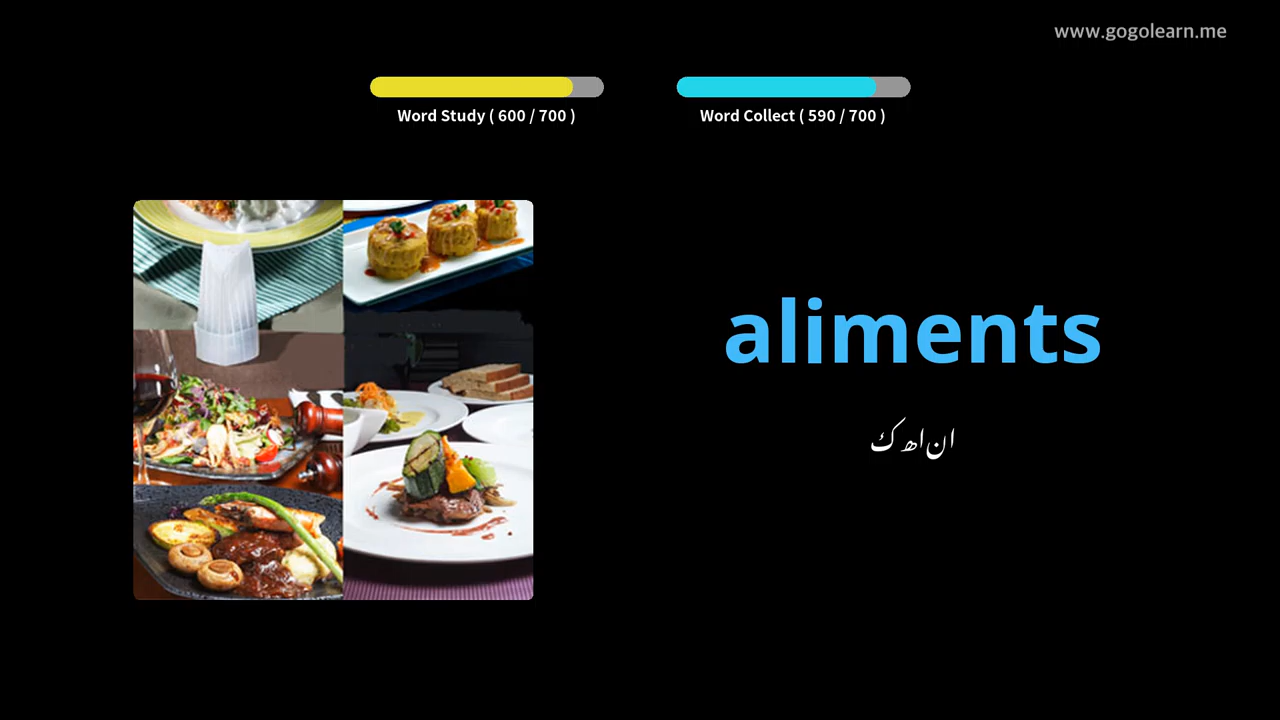 www.gogolearn.me
Word Study ( 600 / 700 )
Word Collect ( 590 / 700 )
aliments
ان اھ ک